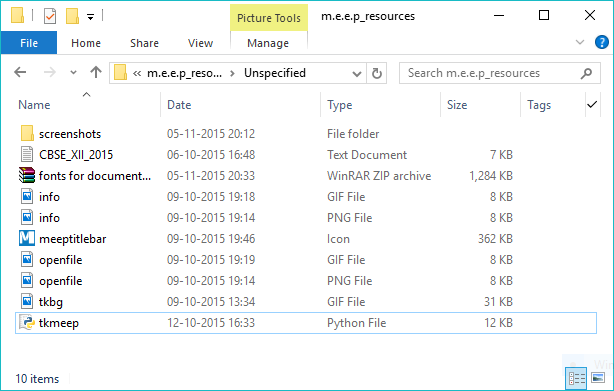 Picture Tools m.e.e.p_resources
File Home Share View Manage
« m.e.e.p_reso... Unspecified Search m.e.e.p_resources
Name Date Type Size Tags
screenshots 05-11-2015 20:12 File folder
CBSE_XII_2015 06-10-2015 16:48 Text Document 7 KB
fonts for document... 05-11-2015 20:33 WinRAR ZIP archive 1,284 KB
info 09-10-2015 19:18 GIF File 8 KB
info 09-10-2015 19:14 PNG File 8 KB
meeptitlebar 09-10-2015 19:46 Icon 362 KB
openfile 09-10-2015 19:19 GIF File 8 KB
openfile 09-10-2015 19:14 PNG File 8 KB
tkbg 09-10-2015 13:34 GIF File 31 KB
tkmeep 12-10-2015 16:33 Python File 12 KB
10 items